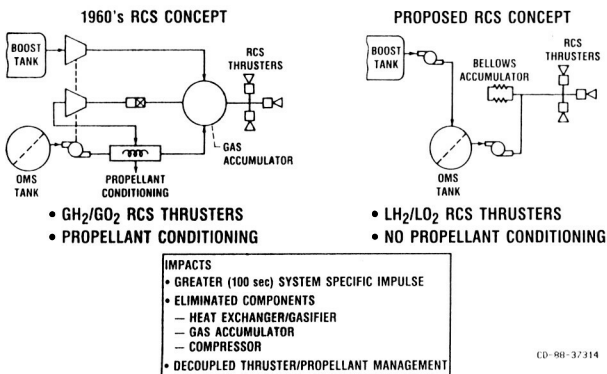 1960's RCS CONCEPT
BOOST
TANK
RCS
THRUSTERS
GAS
ACCUMULATOR
PROPELLANT
CONDITIONING
OMS
TANK
• GH₂/GO₂ RCS THRUSTERS
• PROPELLANT CONDITIONING
PROPOSED RCS CONCEPT
BOOST
TANK
BELLOWS
ACCUMULATOR
RCS
THRUSTERS
OMS
TANK
• LH₂/LO₂ RCS THRUSTERS
• NO PROPELLANT CONDITIONING
IMPACTS
• GREATER (100 sec) SYSTEM SPECIFIC IMPULSE
• ELIMINATED COMPONENTS
— HEAT EXCHANGER/GASIFIER
— GAS ACCUMULATOR
— COMPRESSOR
• DECOUPLED THRUSTER/PROPELLANT MANAGEMENT
CD-88-37314